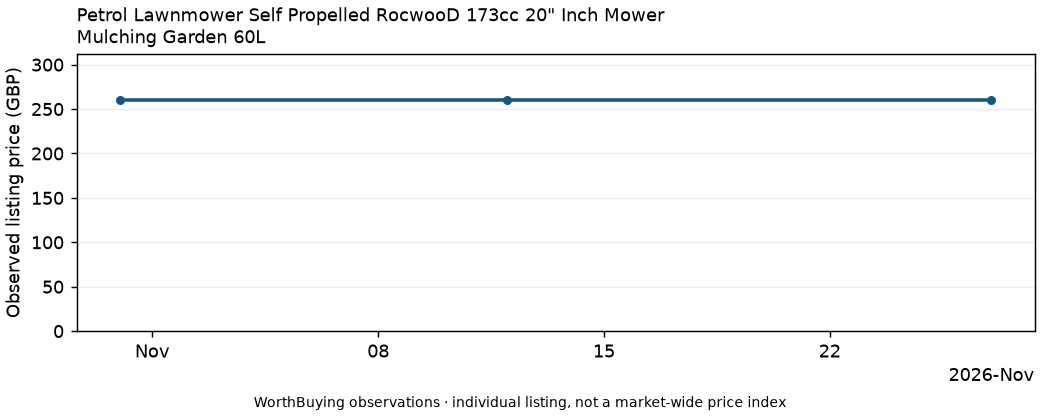 Petrol Lawnmower Self Propelled RocwooD 173cc 20" Inch Mower
Mulching Garden 60L
Observed listing price (GBP)
300
250
200
150
100
50
0
Nov
08
15
22
2026-Nov
WorthBuying observations · individual listing, not a market-wide price index